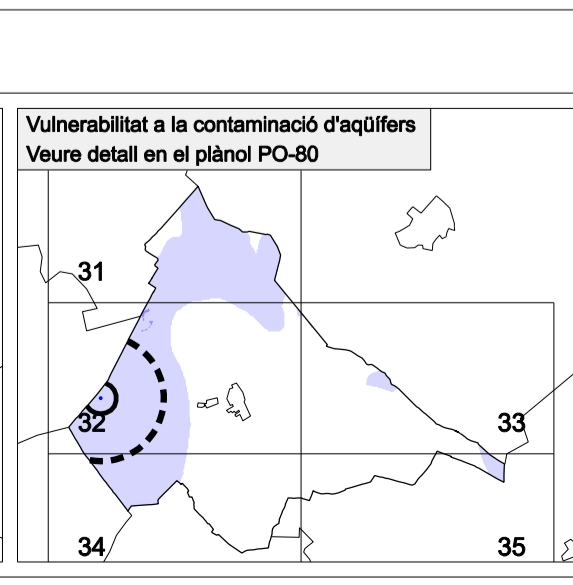 Vulnerabilitat a la contaminació d'aqüífers
Veure detall en el plànol PO-80
31
32
33
34
35